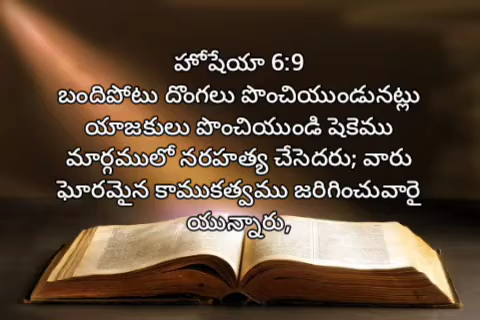 హోషేయా 6:9
బందిపోటు దొంగలు పొంచియుండునట్లు
యాజకులు పొంచియుండి షెకెము
మార్గములో నరహత్య చేసెదరు; వారు
ఘోరమైన కాముకత్వము జరిగించువారై
యున్నారు,